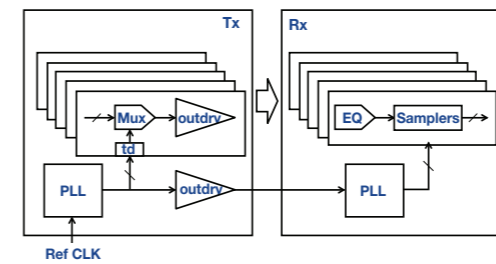 Tx
Rx
Mux
outdrv
EQ
Samplers
td
PLL
outdrv
PLL
Ref CLK